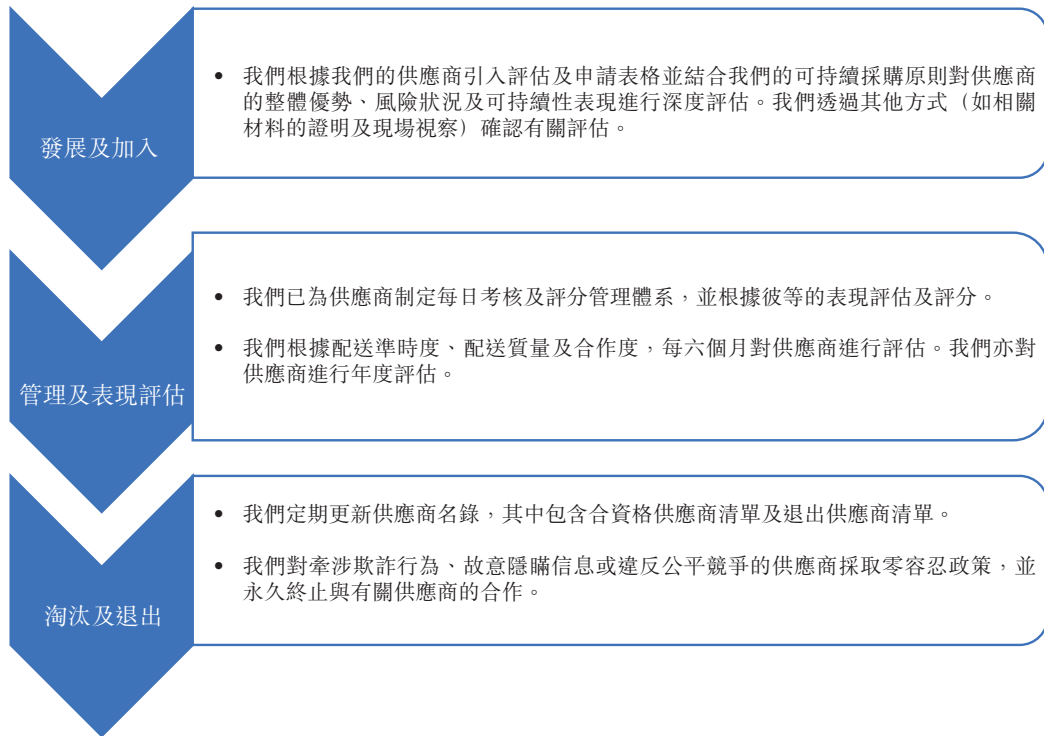 發展及加入
• 我們根據我們的供應商引入評估及申請表格並結合我們的可持續採購原則對供應商
的整體優勢、風險狀況及可持續性表現進行深度評估。我們透過其他方式（如相關
材料的證明及現場視察）確認有關評估。
管理及表現評估
• 我們已為供應商制定每日考核及評分管理體系，並根據彼等的表現評估及評分。
• 我們根據配送準時度、配送質量及合作度，每六個月對供應商進行評估。我們亦對
供應商進行年度評估。
淘汰及退出
• 我們定期更新供應商名錄，其中包含合資格供應商清單及退出供應商清單。
• 我們對牽涉欺詐行為、故意隱瞞信息或違反公平競爭的供應商採取零容忍政策，並
永久終止與有關供應商的合作。